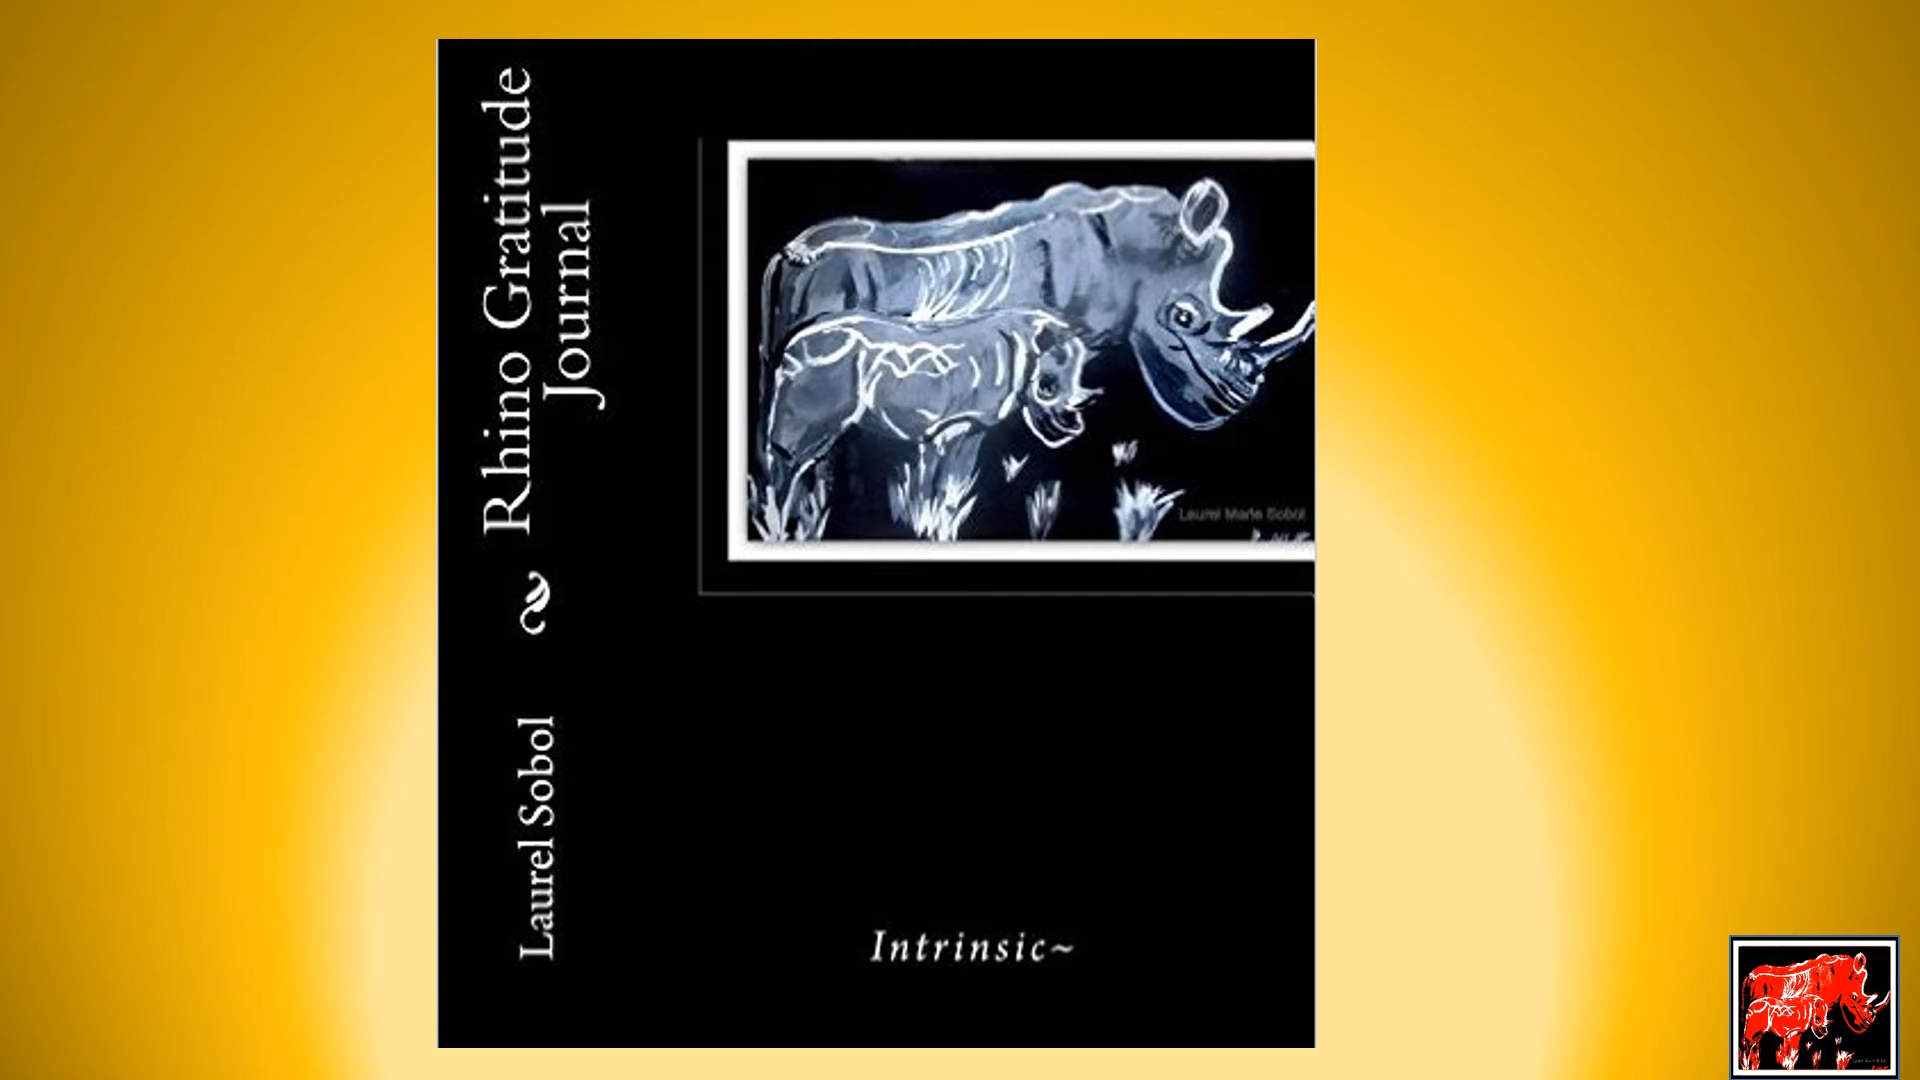 Rhino Gratitude
Journal
Laurel Sobol
Laurel Marie Sobol
Intrinsic~